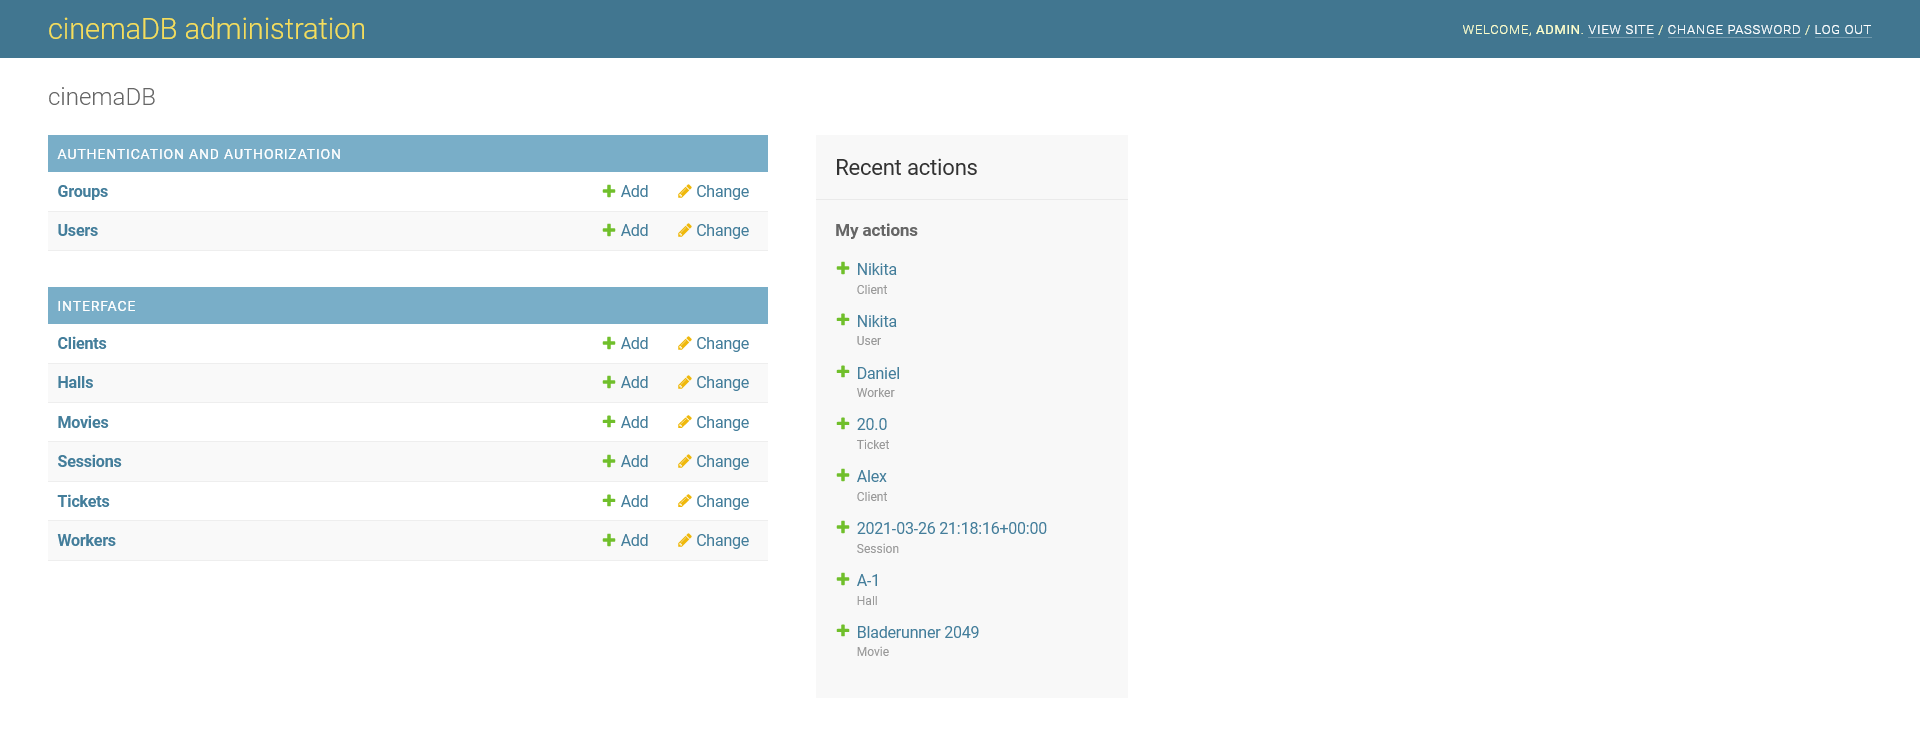 cinemaDB administration
WELCOME, ADMIN. VIEW SITE / CHANGE PASSWORD / LOG OUT
cinemaDB
AUTHENTICATION AND AUTHORIZATION
Groups Add Change
Users Add Change
INTERFACE
Clients Add Change
Halls Add Change
Movies Add Change
Sessions Add Change
Tickets Add Change
Workers Add Change
Recent actions
My actions
Nikita
Client
Nikita
User
Daniel
Worker
20.0
Ticket
Alex
Client
2021-03-26 21:18:16+00:00
Session
A-1
Hall
Bladerunner 2049
Movie